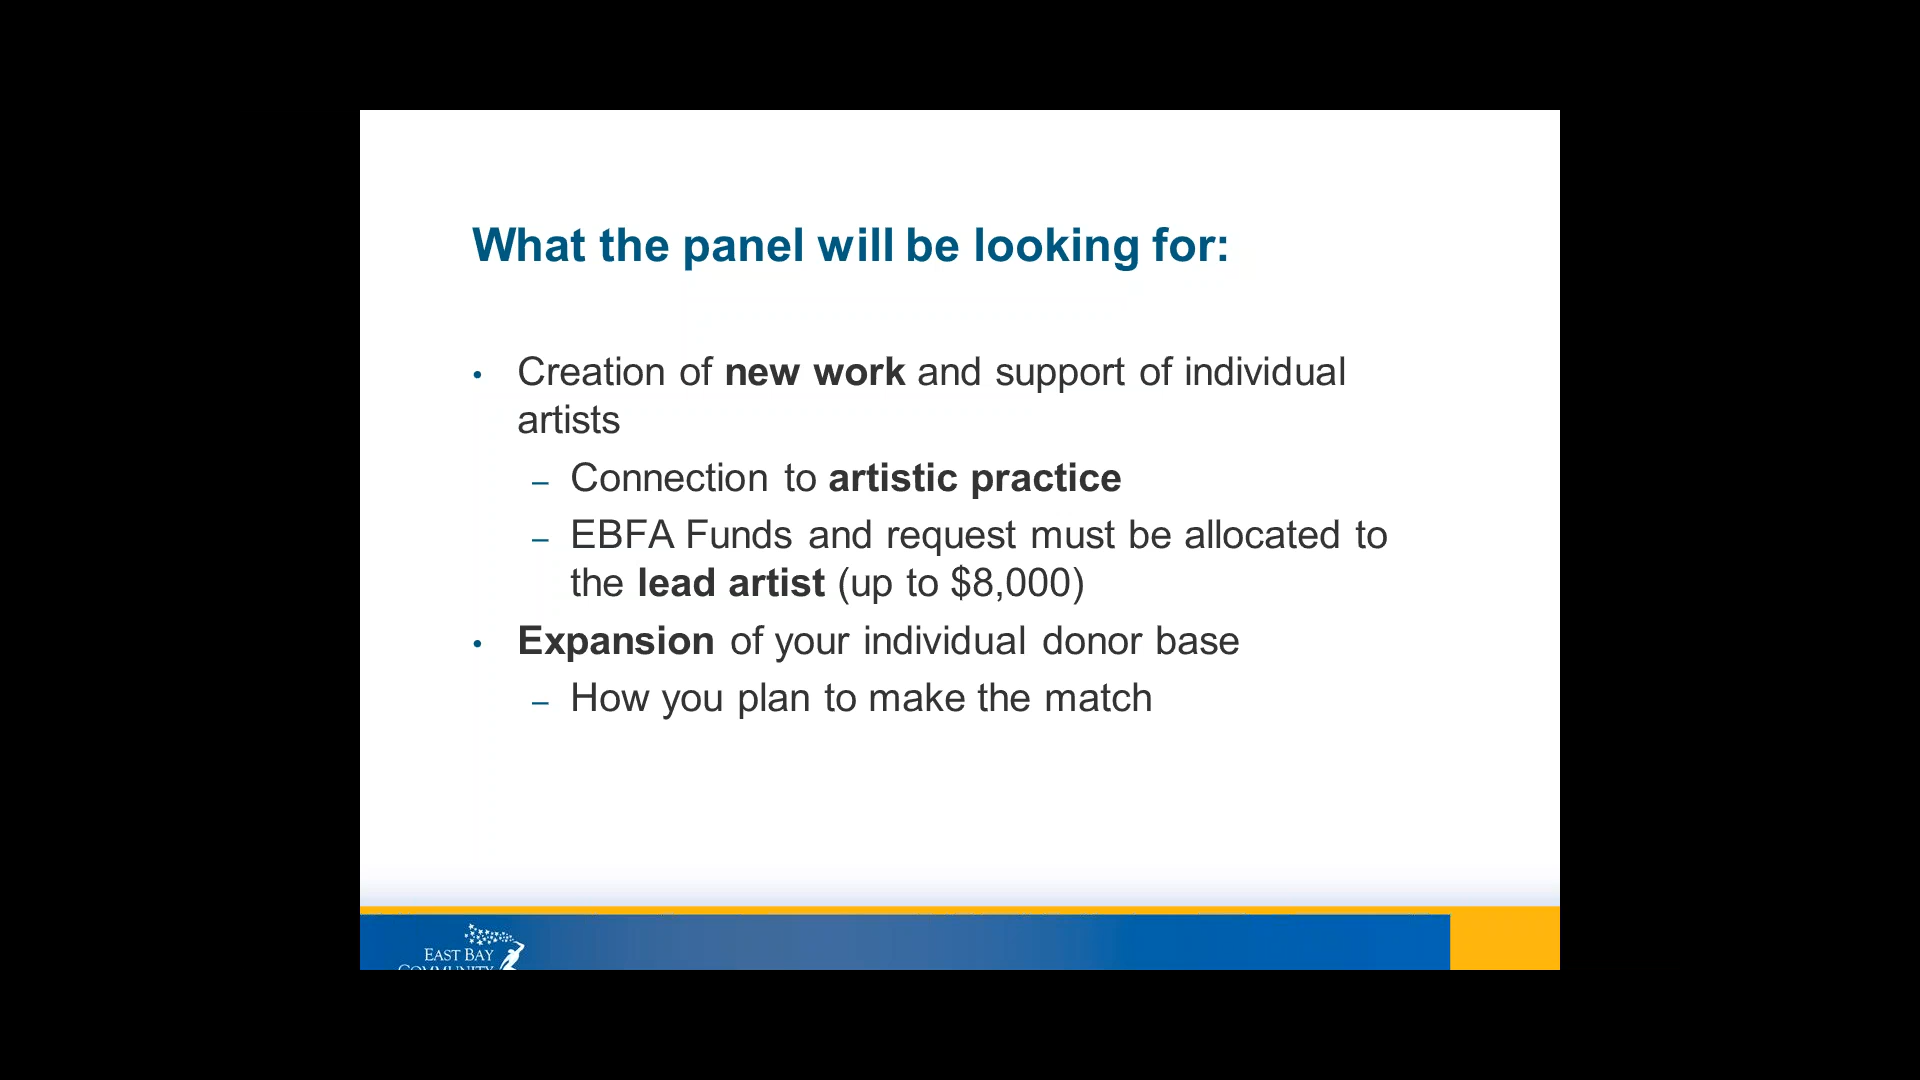 What the panel will be looking for:
• Creation of new work and support of individual
artists
– Connection to artistic practice
– EBFA Funds and request must be allocated to
the lead artist (up to $8,000)
• Expansion of your individual donor base
– How you plan to make the match
EAST BAY
COMMUNITY